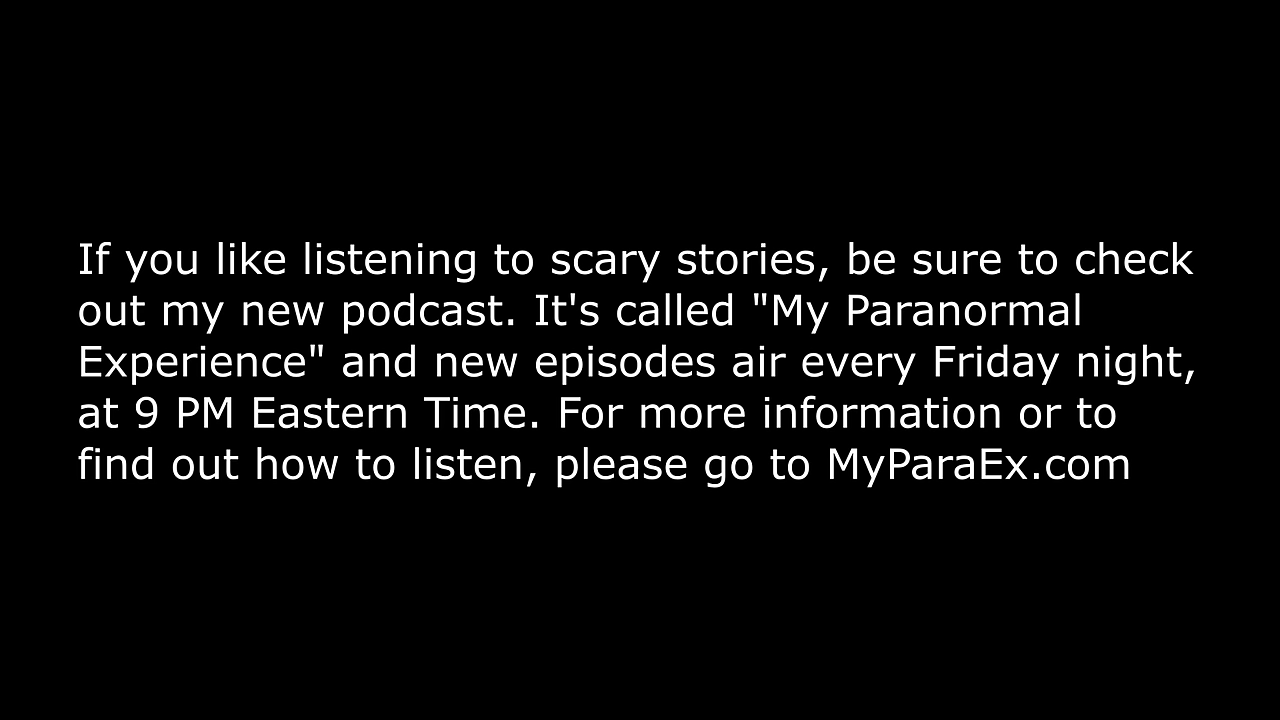 If you like listening to scary stories, be sure to check
out my new podcast. It's called "My Paranormal
Experience" and new episodes air every Friday night,
at 9 PM Eastern Time. For more information or to
find out how to listen, please go to MyParaEx.com